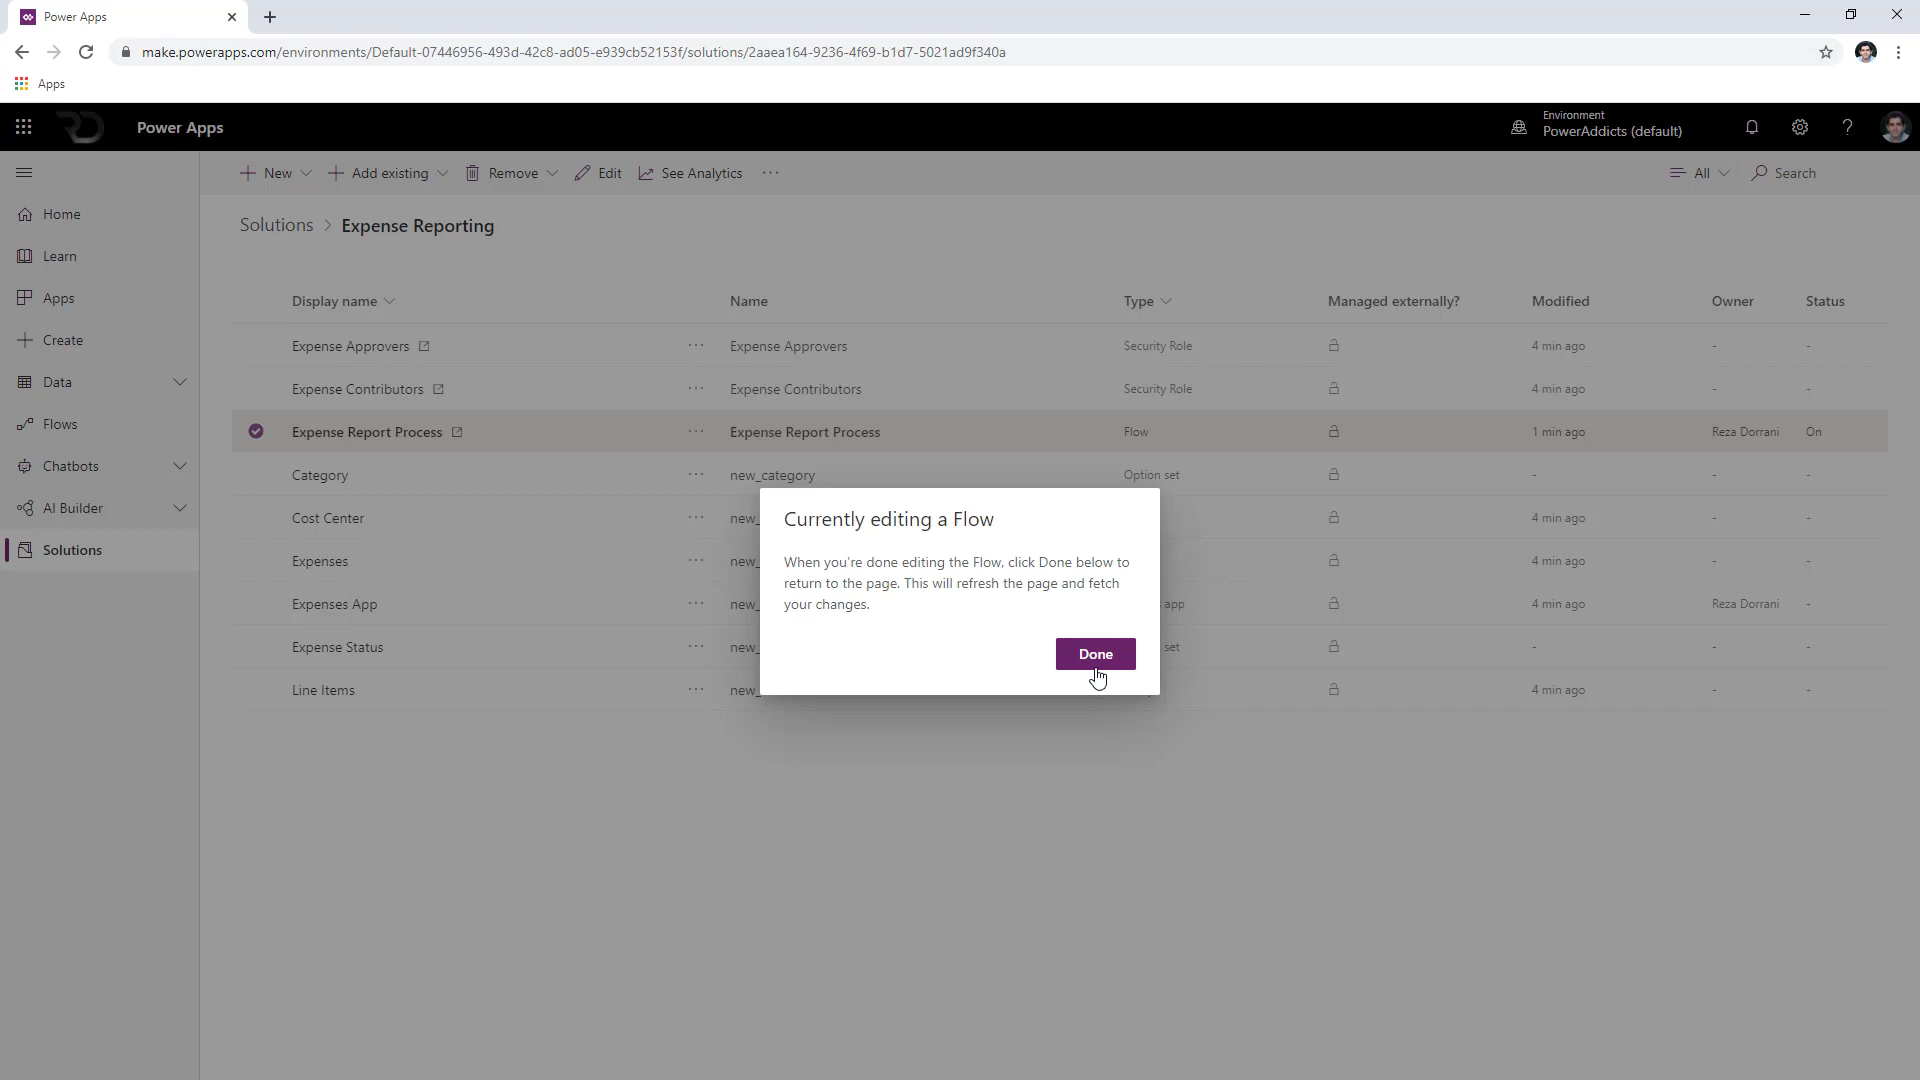 Power Apps
make.powerapps.com/environments/Default-07446956-493d-42c8-ad05-e939cb52153f/solutions/2aaea164-9236-4f69-b1d7-5021ad9f340a
Apps
RD Power Apps Environment
PowerAddicts (default) ?
New Add existing Remove Edit See Analytics ··· All Search
Home
Learn
Apps
Create
Data
Flows
Chatbots
AI Builder
Solutions
Solutions > Expense Reporting
Display name Name Type Managed externally? Modified Owner Status
Expense Approvers ··· Expense Approvers Security Role 4 min ago - -
Expense Contributors ··· Expense Contributors Security Role 4 min ago - -
Expense Report Process ··· Expense Report Process Flow 1 min ago Reza Dorrani On
Category ··· new_category Option set - - -
Cost Center ··· new_ 4 min ago - -
Expenses ··· new_ 4 min ago - -
Expenses App ··· new_ app 4 min ago Reza Dorrani -
Expense Status ··· new_ set - - -
Line Items ··· new_ 4 min ago - -
Currently editing a Flow
When you're done editing the Flow, click Done below to
return to the page. This will refresh the page and fetch
your changes.
Done